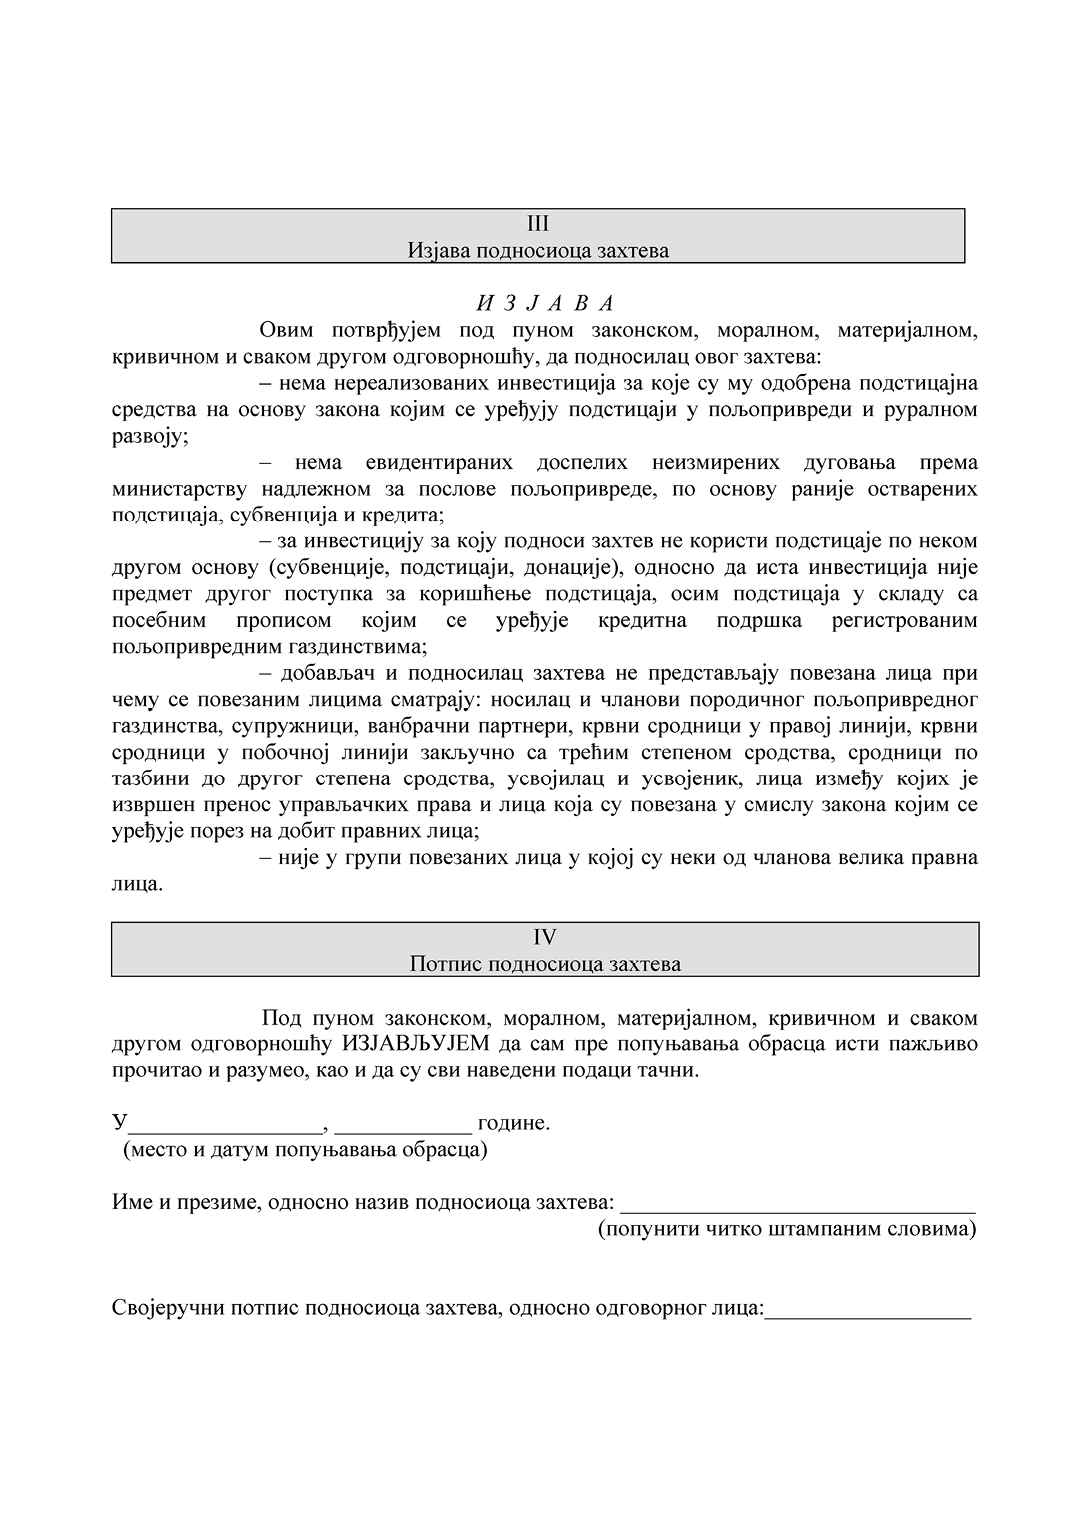 III
Изјава подносиоца захтева
И З Ј А В А
Овим потврђујем под пуном законском, моралном, материјалном,
кривичном и сваком другом одговорношћу, да подносилац овог захтева:
– нема нереализованих инвестиција за које су му одобрена подстицајна
средства на основу закона којим се уређују подстицаји у пољопривреди и руралном
развоју;
– нема евидентираних доспелих неизмирених дуговања према
министарству надлежном за послове пољопривреде, по основу раније остварених
подстицаја, субвенција и кредита;
– за инвестицију за коју подноси захтев не користи подстицаје по неком
другом основу (субвенције, подстицаји, донације), односно да иста инвестиција није
предмет другог поступка за коришћење подстицаја, осим подстицаја у складу са
посебним прописом којим се уређује кредитна подршка регистрованим
пољопривредним газдинствима;
– добављач и подносилац захтева не представљају повезана лица при
чему се повезаним лицима сматрају: носилац и чланови породичног пољопривредног
газдинства, супружници, ванбрачни партнери, крвни сродници у правој линији, крвни
сродници у побочној линији закључно са трећим степеном сродства, сродници по
тазбини до другог степена сродства, усвојилац и усвојеник, лица између којих је
извршен пренос управљачких права и лица која су повезана у смислу закона којим се
уређује порез на добит правних лица;
– није у групи повезаних лица у којој су неки од чланова велика правна
лица.
IV
Потпис подносиоца захтева
Под пуном законском, моралном, материјалном, кривичном и сваком
другом одговорношћу ИЗЈАВЉУЈЕМ да сам пре попуњавања обрасца исти пажљиво
прочитао и разумео, као и да су сви наведени подаци тачни.
У_________________, ____________ године.
(место и датум попуњавања обрасца)
Име и презиме, односно назив подносиоца захтева: _______________________________
(попунити читко штампаним словима)
Својеручни потпис подносиоца захтева, односно одговорног лица:__________________